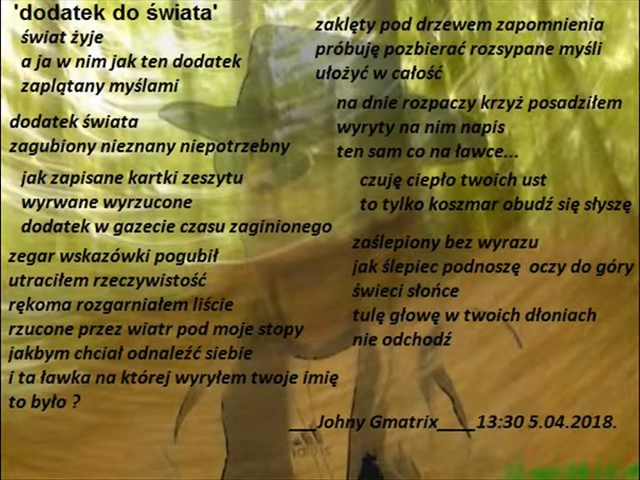 'dodatek do świata'
świat żyje
a ja w nim jak ten dodatek
zaplątany myślami
dodatek świata
zagubiony nieznany niepotrzebny
jak zapisane kartki zeszytu
wyrwane wyrzucone
dodatek w gazecie czasu zaginionego
zegar wskazówki pogubił
utraciłem rzeczywistość
rękoma rozgarniałem liście
rzucone przez wiatr pod moje stopy
jakbym chciał odnaleźć siebie
i ta ławka na której wyryłem twoje imię
to było ?
zaklęty pod drzewem zapomnienia
próbuję pozbierać rozsypane myśli
ułożyć w całość
na dnie rozpaczy krzyż posadziłem
wyryty na nim napis
ten sam co na ławce...
czuję ciepło twoich ust
to tylko koszmar obudź się słyszę
zaślepiony bez wyrazu
jak ślepiec podnoszę  oczy do góry
świeci słońce
tulę głowę w twoich dłoniach
nie odchodź
___Johny Gmatrix____13:30 5.04.2018.